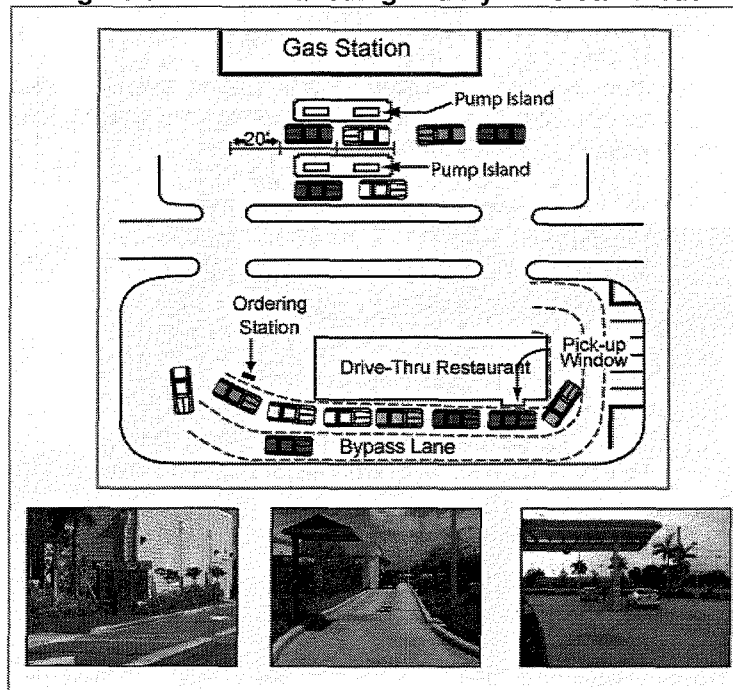 Gas Station
Pump Island
20'
Pump Island
Ordering
Station
Drive-Thru Restaurant
Pick-up
Window
Bypass Lane